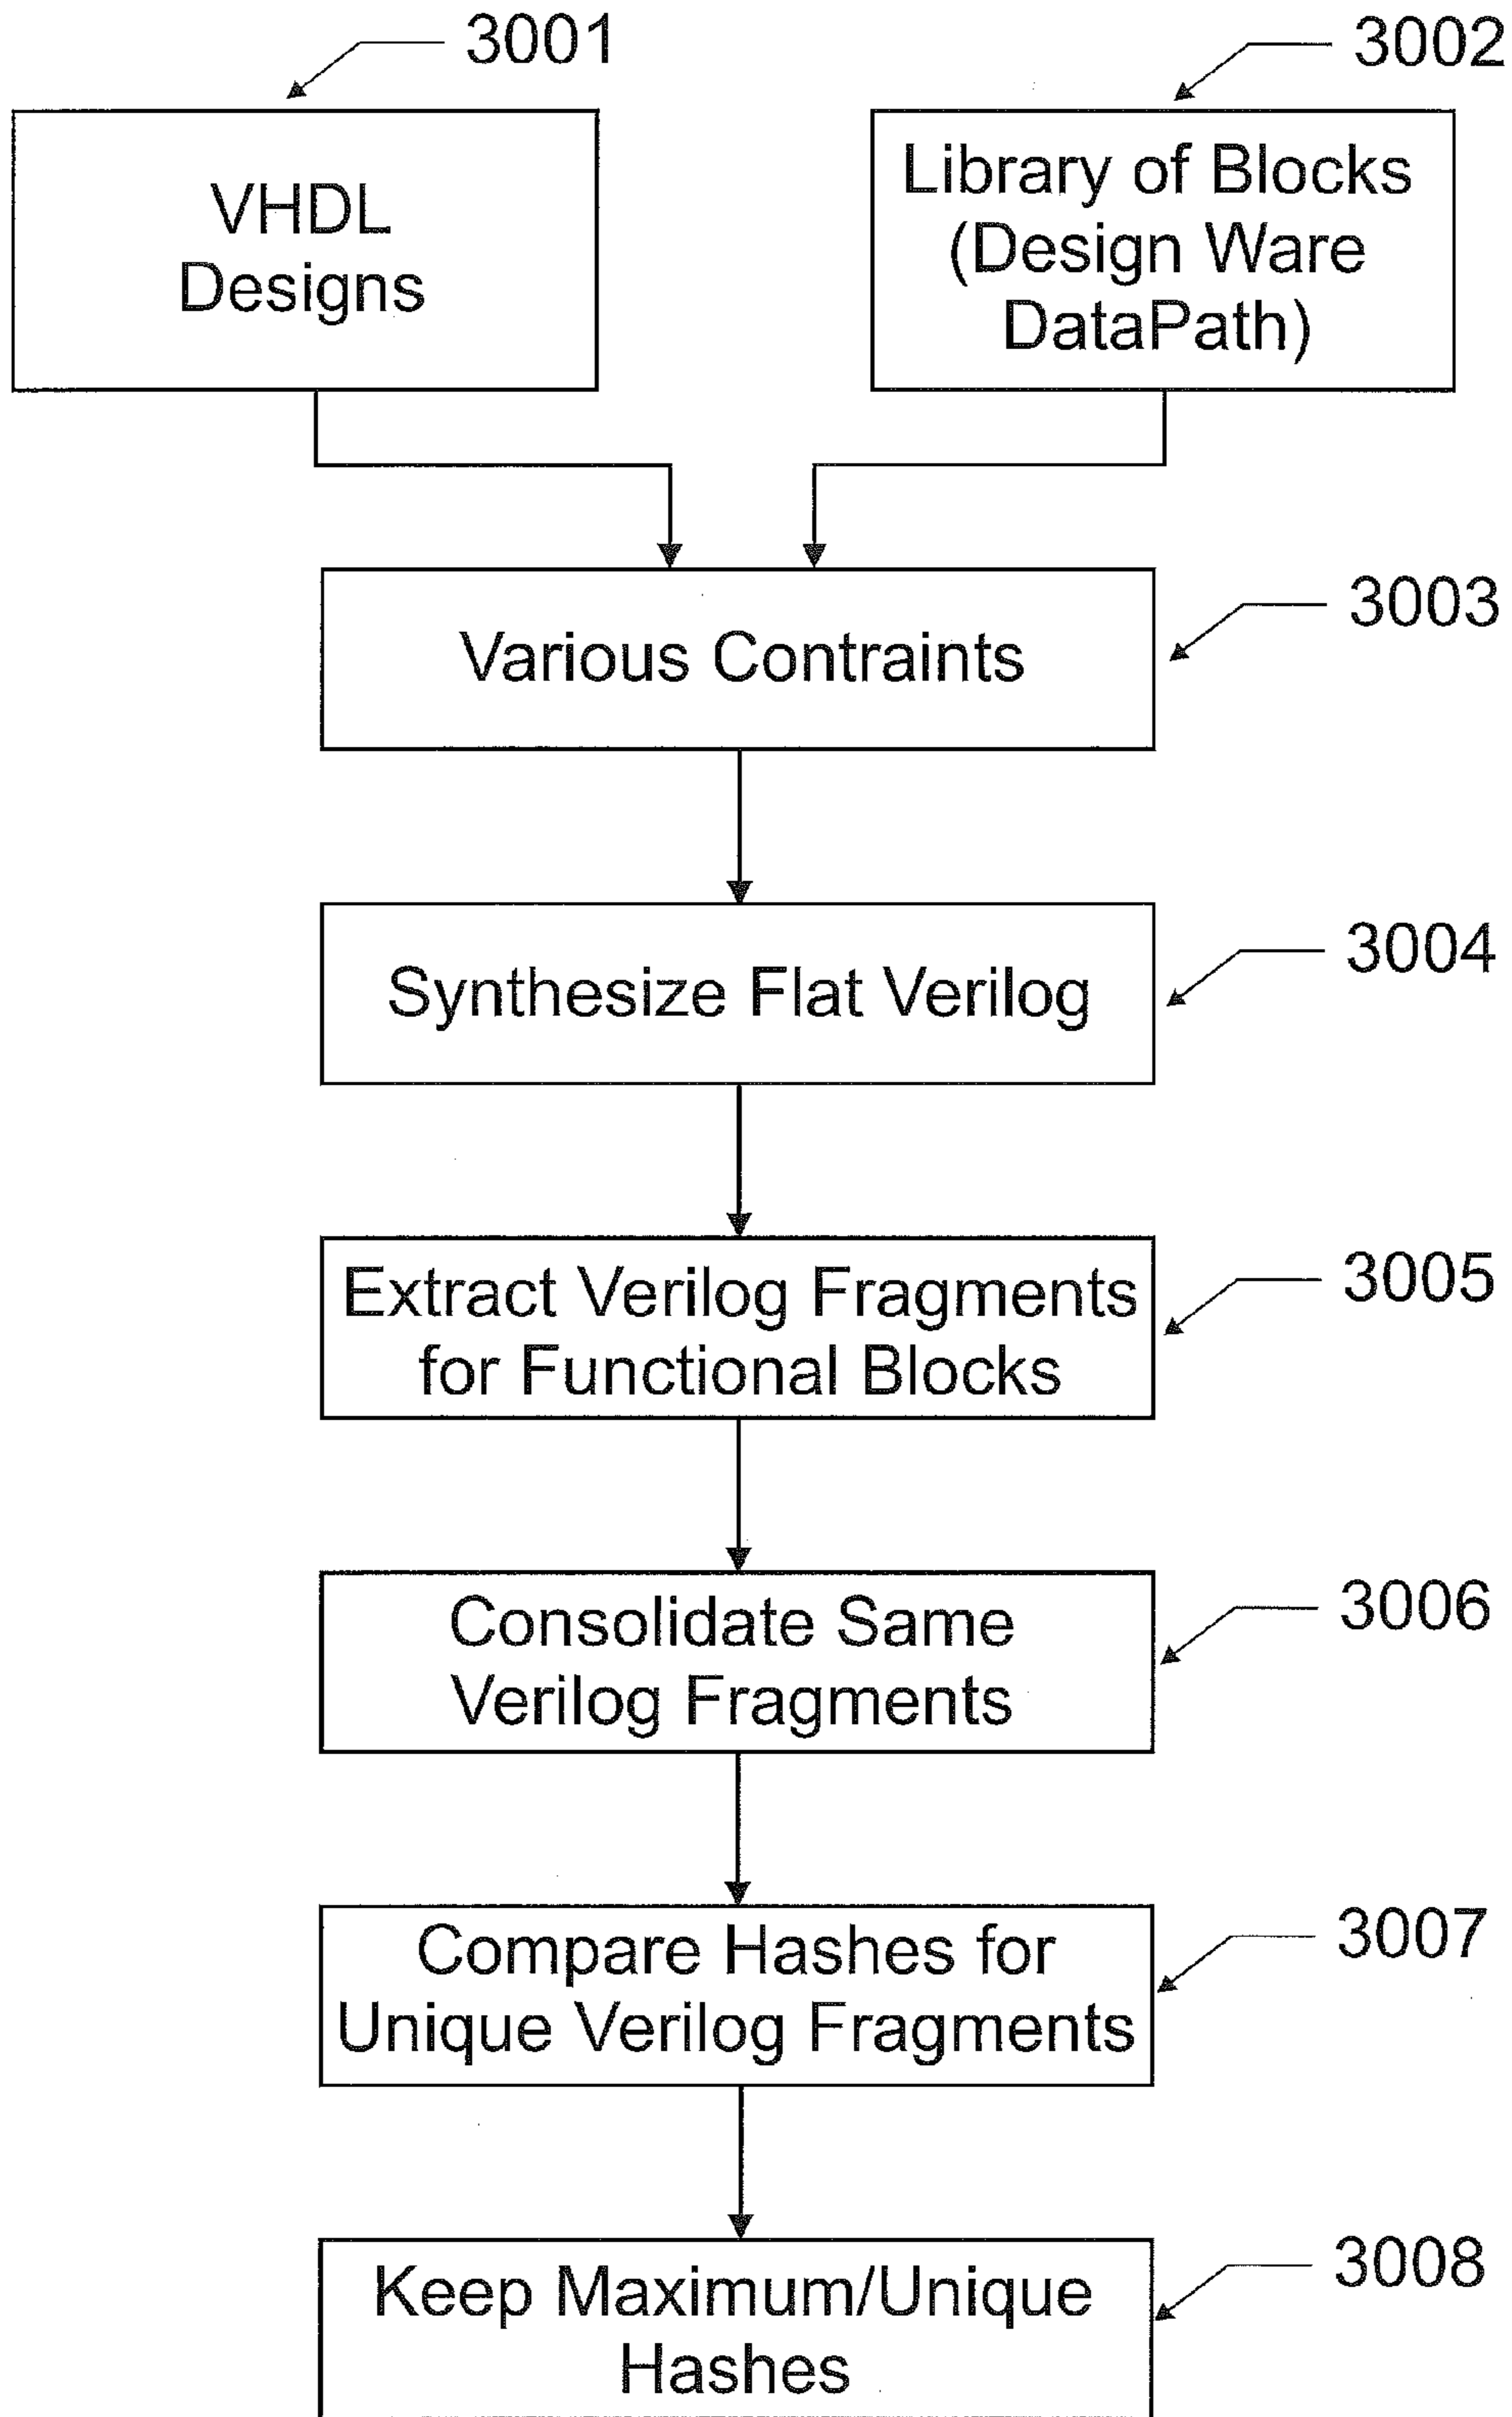 3001
3002
VHDL
Designs
Library of Blocks
(Design Ware
DataPath)
Various Contraints
3003
Synthesize Flat Verilog
3004
Extract Verilog Fragments
for Functional Blocks
3005
Consolidate Same
Verilog Fragments
3006
Compare Hashes for
Unique Verilog Fragments
3007
Keep Maximum/Unique
Hashes
3008